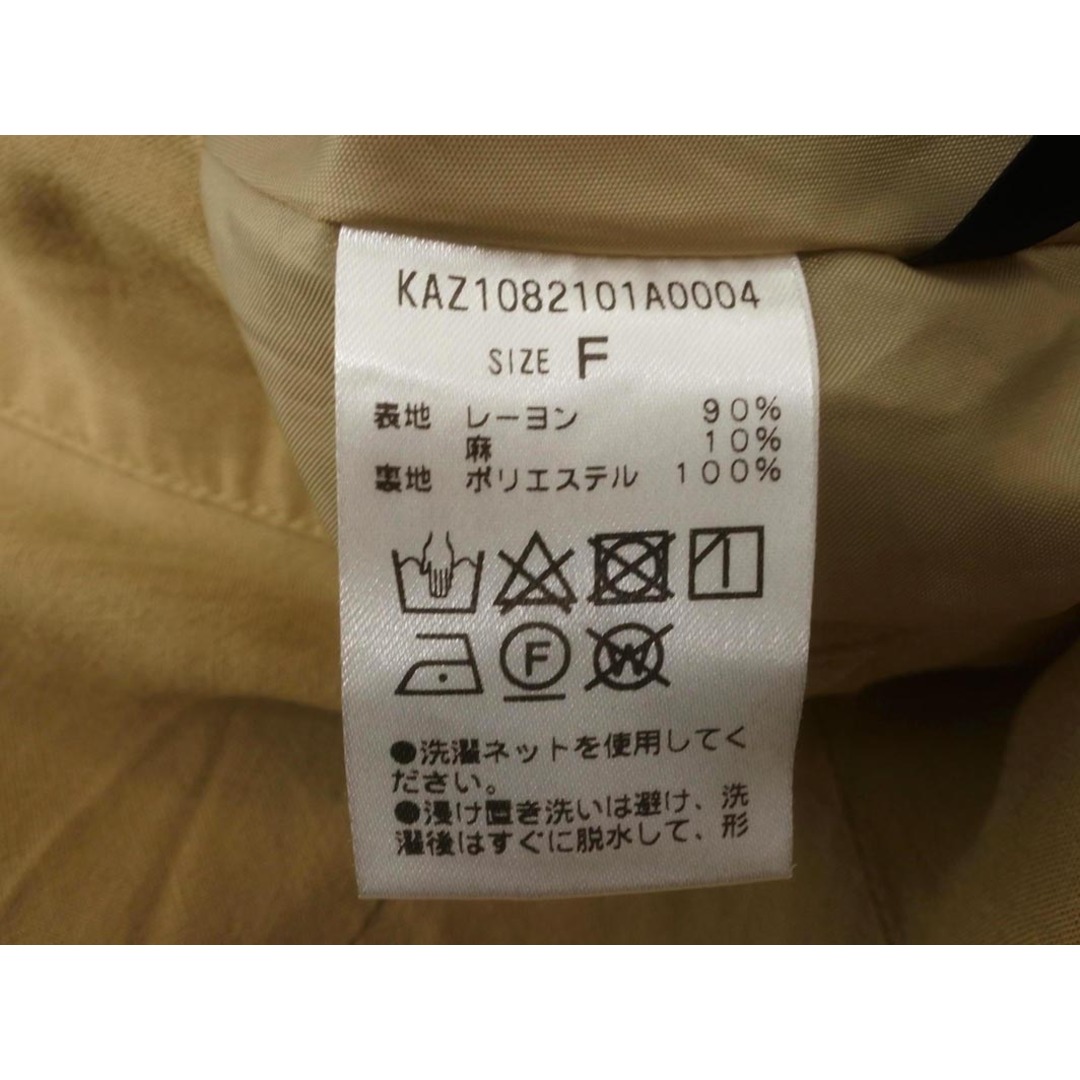 KAZ1082101A0004
SIZE F
表地 レーヨン 90%
麻 10%
裏地 ポリエステル 100%
F W
●洗濯ネットを使用してく
ださい。
●浸け置き洗いは避け、洗
濯後はすぐに脱水して、形